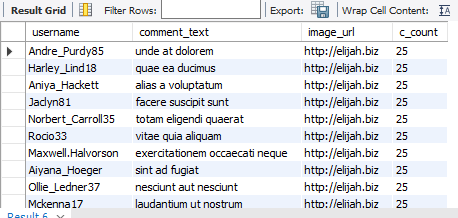 Result Grid Filter Rows: Export: Wrap Cell Content:
username comment_text image_url c_count
Andre_Purdy85 unde at dolorem http://elijah.biz 25
Harley_Lind18 quae ea ducimus http://elijah.biz 25
Aniya_Hackett alias a voluptatum http://elijah.biz 25
Jaclyn81 facere suscipit sunt http://elijah.biz 25
Norbert_Carroll35 totam eligendi quaerat http://elijah.biz 25
Rocio33 vitae quia aliquam http://elijah.biz 25
Maxwell.Halvorson exercitationem occaecati neque http://elijah.biz 25
Aiyana_Hoeger sint ad fugiat http://elijah.biz 25
Ollie_Ledner37 nesciunt aut nesciunt http://elijah.biz 25
Mckenna17 laudantium ut nostrum http://elijah.biz 25
Result 6